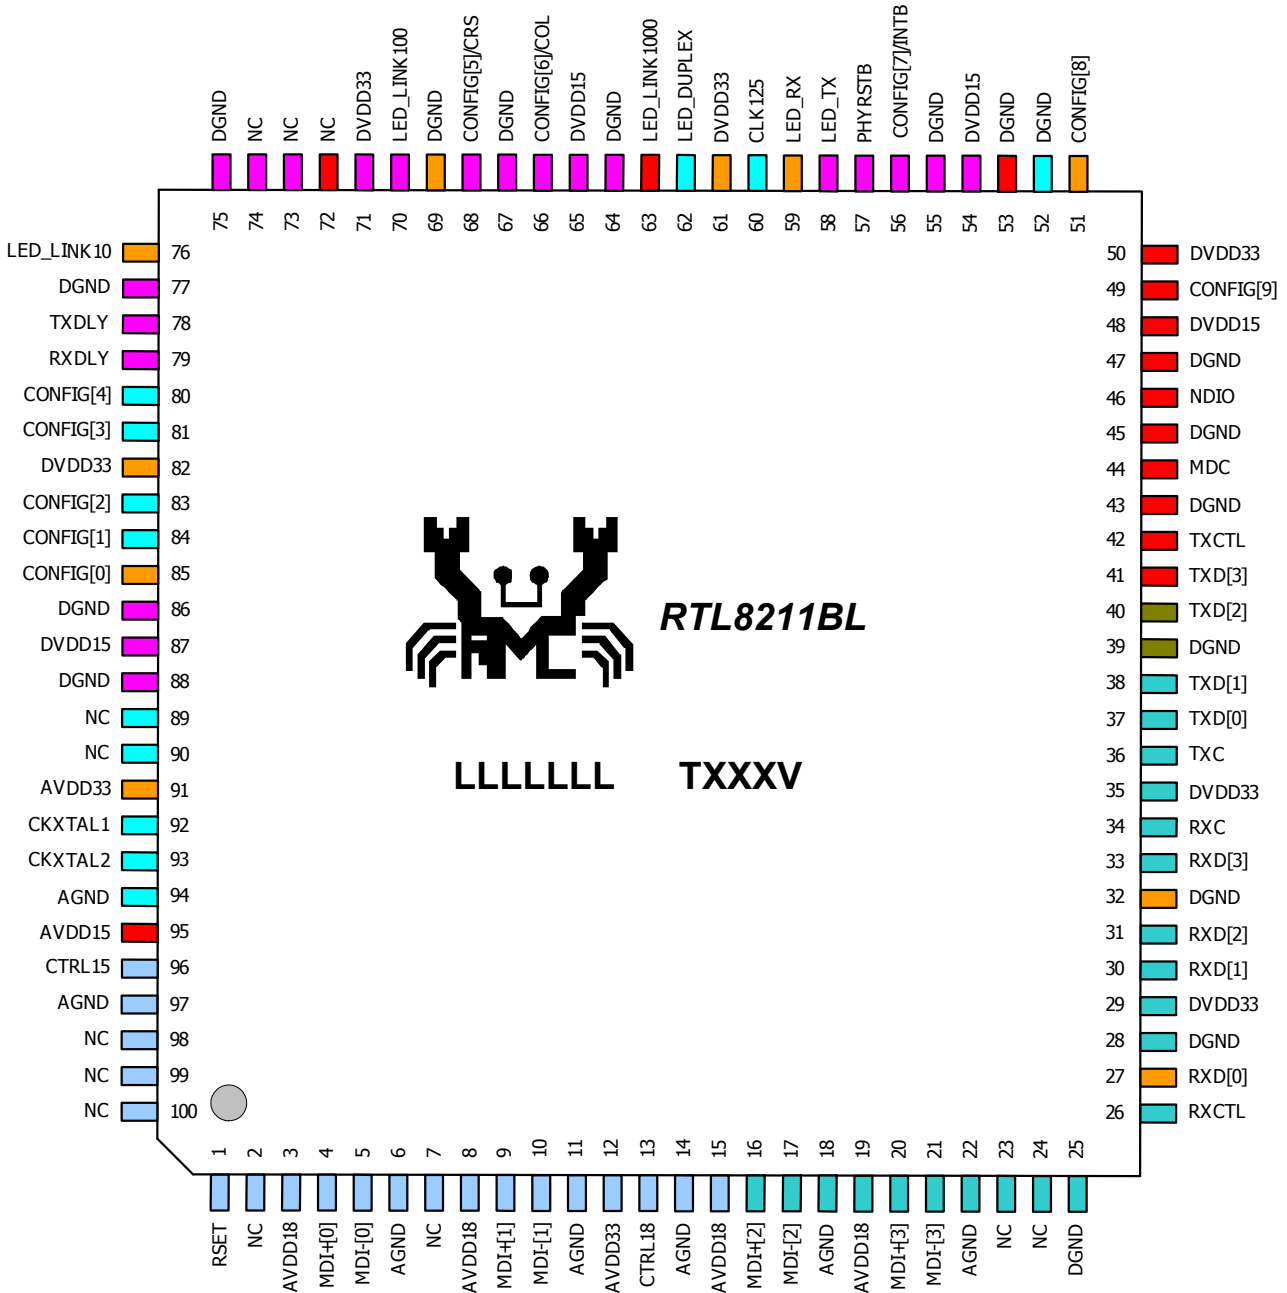 DGND
NC
NC
NC
DVDD33
LED_LINK100
DGND
CONFIG[5]/CRS
DGND
CONFIG[6]/COL
DVDD15
DGND
LED_LINK1000
LED_DUPLEX
DVDD33
CLK125
LED_RX
LED_TX
PHYRSTB
CONFIG[7]/INTB
DGND
DVDD15
DGND
DGND
CONFIG[8]
75
74
73
72
71
70
69
68
67
66
65
64
63
62
61
60
59
58
57
56
55
54
53
52
51
LED_LINK10 76
DGND 77
TXDLY 78
RXDLY 79
CONFIG[4] 80
CONFIG[3] 81
DVDD33 82
CONFIG[2] 83
CONFIG[1] 84
CONFIG[0] 85
DGND 86
DVDD15 87
DGND 88
NC 89
NC 90
AVDD33 91
CKXTAL1 92
CKXTAL2 93
AGND 94
AVDD15 95
CTRL15 96
AGND 97
NC 98
NC 99
NC 100
RTL8211BL
LLLLLLL TXXXV
50 DVDD33
49 CONFIG[9]
48 DVDD15
47 DGND
46 NDIO
45 DGND
44 MDC
43 DGND
42 TXCTL
41 TXD[3]
40 TXD[2]
39 DGND
38 TXD[1]
37 TXD[0]
36 TXC
35 DVDD33
34 RXC
33 RXD[3]
32 DGND
31 RXD[2]
30 RXD[1]
29 DVDD33
28 DGND
27 RXD[0]
26 RXCTL
1
2
3
4
5
6
7
8
9
10
11
12
13
14
15
16
17
18
19
20
21
22
23
24
25
RSET
NC
AVDD18
MDI+[0]
MDI-[0]
AGND
NC
AVDD18
MDI+[1]
MDI-[1]
AGND
AVDD33
CTRL18
AGND
AVDD18
MDI+[2]
MDI-[2]
AGND
AVDD18
MDI+[3]
MDI-[3]
AGND
NC
NC
DGND